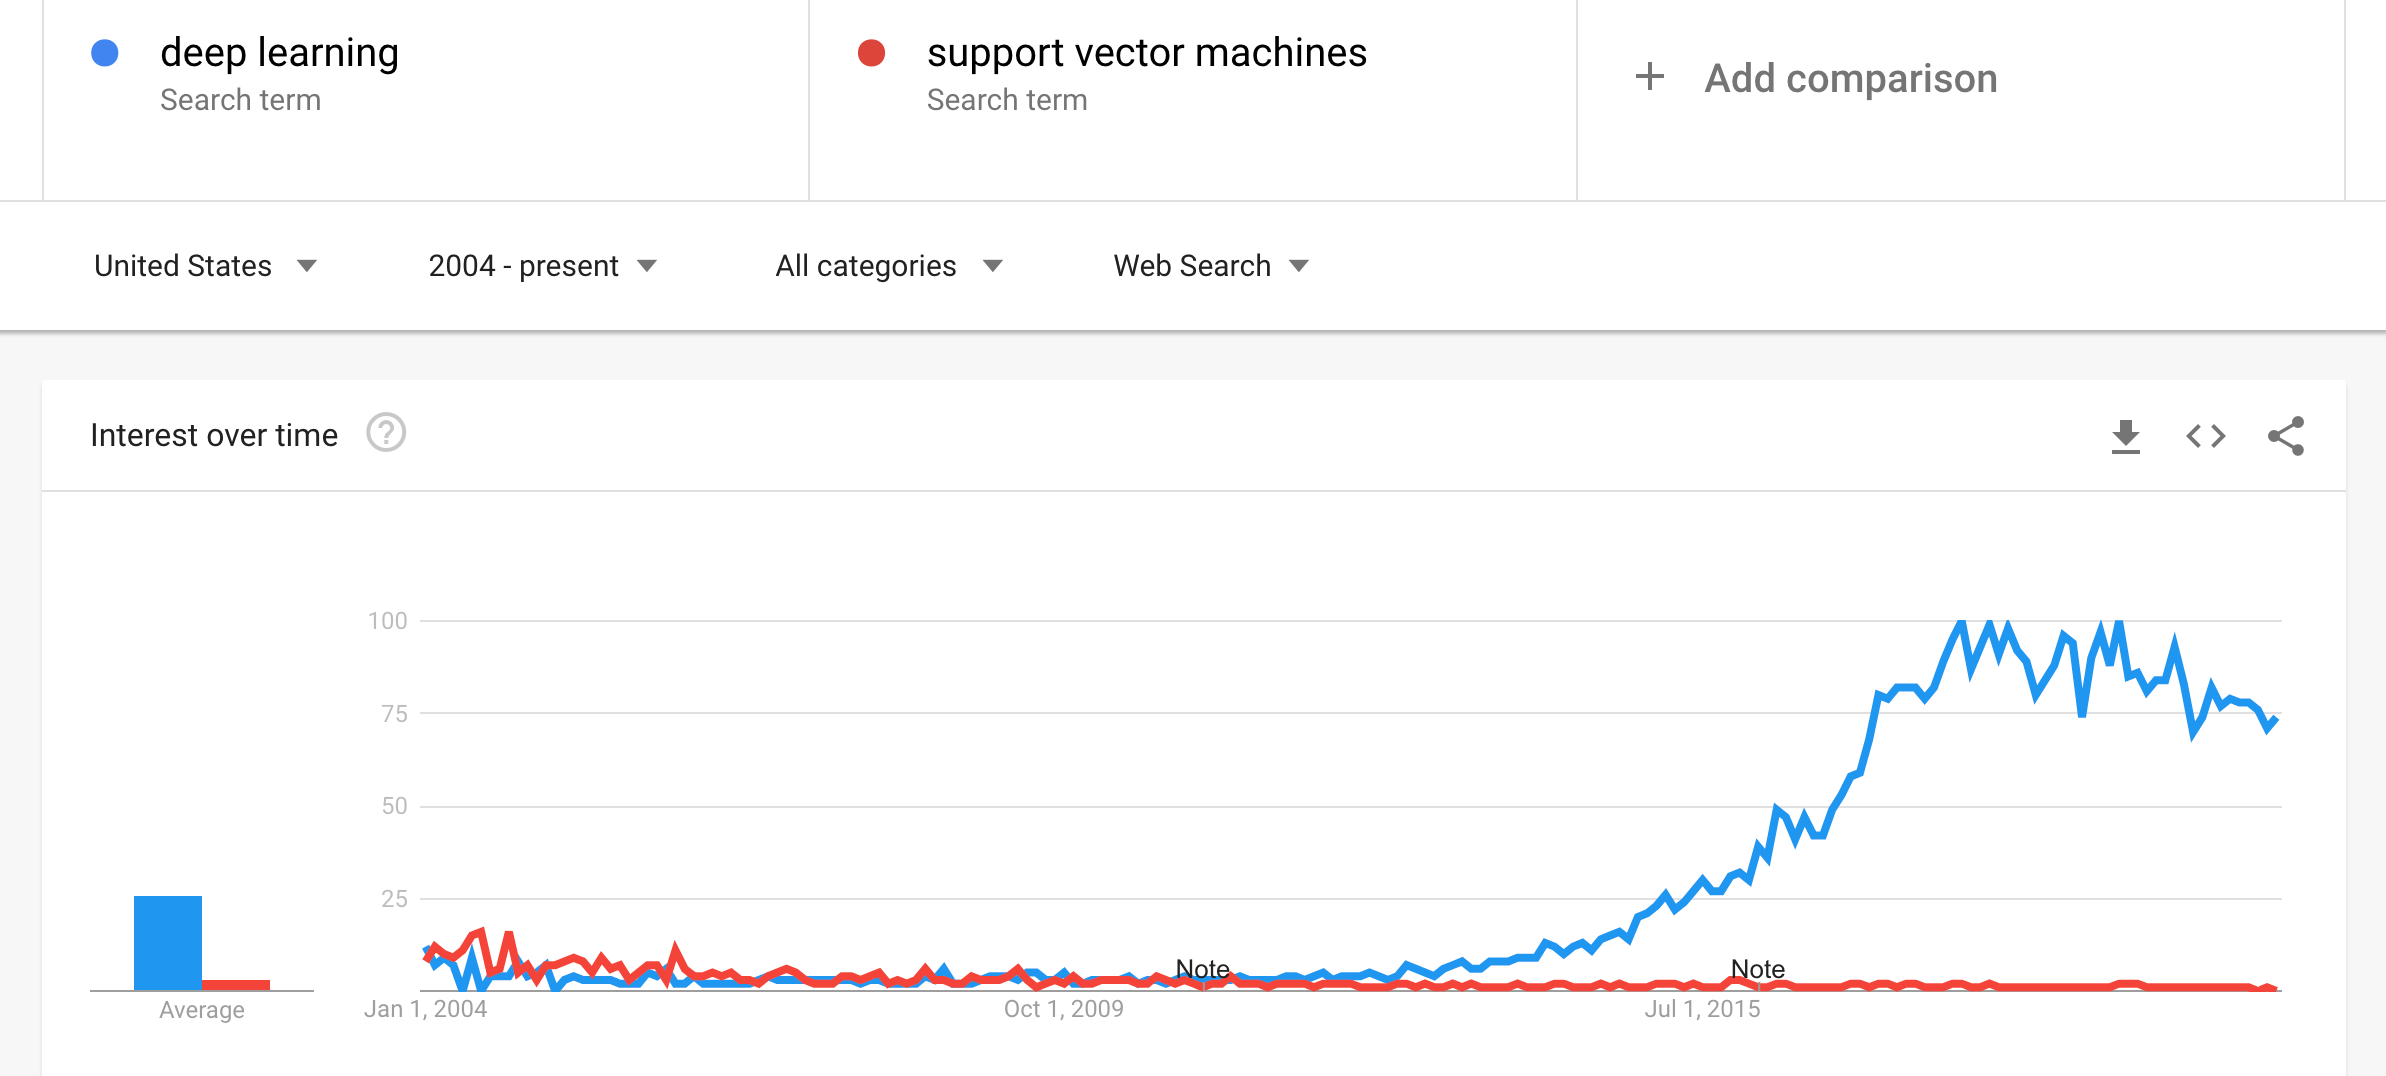 deep learning
Search term
support vector machines
Search term
+ Add comparison
United States
2004 - present
All categories
Web Search
Interest over time
?
100
75
50
25
Note
Note
Average
Jan 1, 2004
Oct 1, 2009
Jul 1, 2015